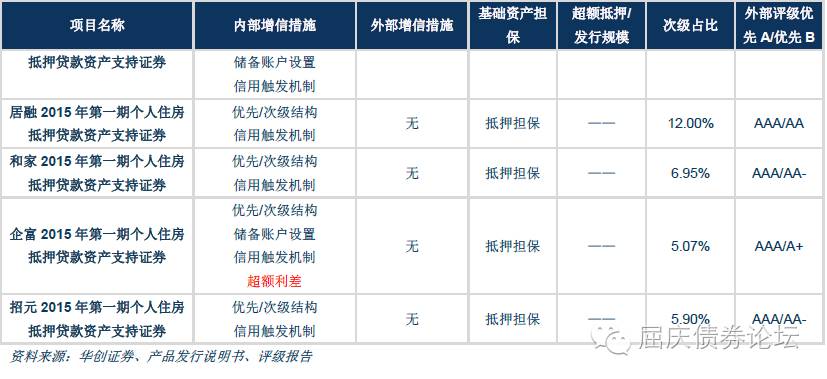 项目名称 内部增信措施 外部增信措施 基础资产担保 超额抵押/发行规模 次级占比 外部评级优先 A/优先 B
抵押贷款资产支持证券 储备账户设置
信用触发机制
居融 2015 年第一期个人住房 优先/次级结构
抵押贷款资产支持证券 信用触发机制 无 抵押担保 —— 12.00% AAA/AA
和家 2015 年第一期个人住房 优先/次级结构
抵押贷款资产支持证券 信用触发机制 无 抵押担保 —— 6.95% AAA/AA-
优先/次级结构
企富 2015 年第一期个人住房 储备账户设置
抵押贷款资产支持证券 信用触发机制 无 抵押担保 —— 5.07% AAA/A+
超额利差
招元 2015 年第一期个人住房 优先/次级结构
抵押贷款资产支持证券 信用触发机制 无 抵押担保 —— 5.90% AAA/AA-
屈庆债券论坛
资料来源：华创证券、产品发行说明书、评级报告